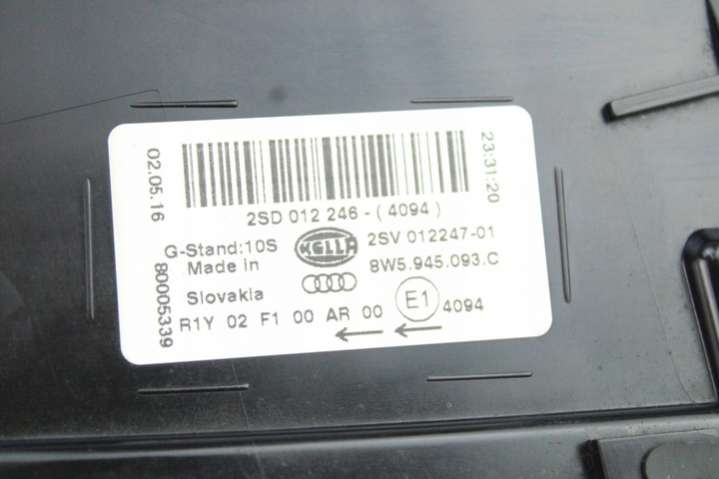 2SD 012 246-(4094)
G-Stand:10S
HELLA
2SV 012247-01
Made in
8W5.945.093.C
Slovakia
R1Y 02 F1 00 AR 00
E1
4094
02.05.16
80005339
23:31:20